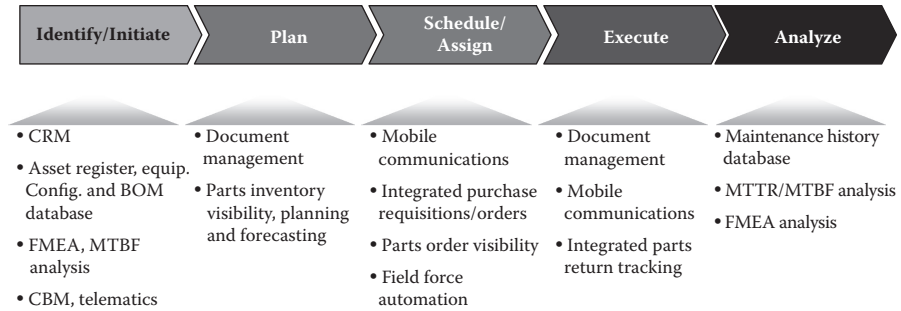 Identify/Initiate
Plan
Schedule/
Assign
Execute
Analyze
• CRM
• Asset register, equip.
Config. and BOM
database
• FMEA, MTBF
analysis
• CBM, telematics
• Document
management
• Parts inventory
visibility, planning
and forecasting
• Mobile
communications
• Integrated purchase
requisitions/orders
• Parts order visibility
• Field force
automation
• Document
management
• Mobile
communications
• Integrated parts
return tracking
• Maintenance history
database
• MTTR/MTBF analysis
• FMEA analysis